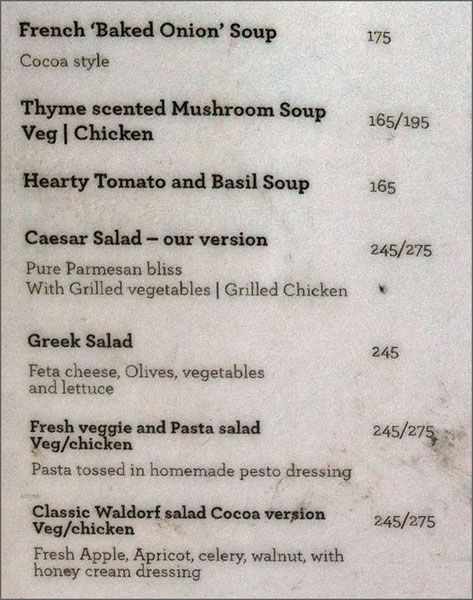 French ‘Baked Onion’ Soup 175
Cocoa style
Thyme scented Mushroom Soup
Veg | Chicken 165/195
Hearty Tomato and Basil Soup 165
Caesar Salad – our version 245/275
Pure Parmesan bliss
With Grilled vegetables | Grilled Chicken
Greek Salad 245
Feta cheese, Olives, vegetables
and lettuce
Fresh veggie and Pasta salad 245/275
Veg/chicken
Pasta tossed in homemade pesto dressing
Classic Waldorf salad Cocoa version
Veg/chicken 245/275
Fresh Apple, Apricot, celery, walnut, with
honey cream dressing